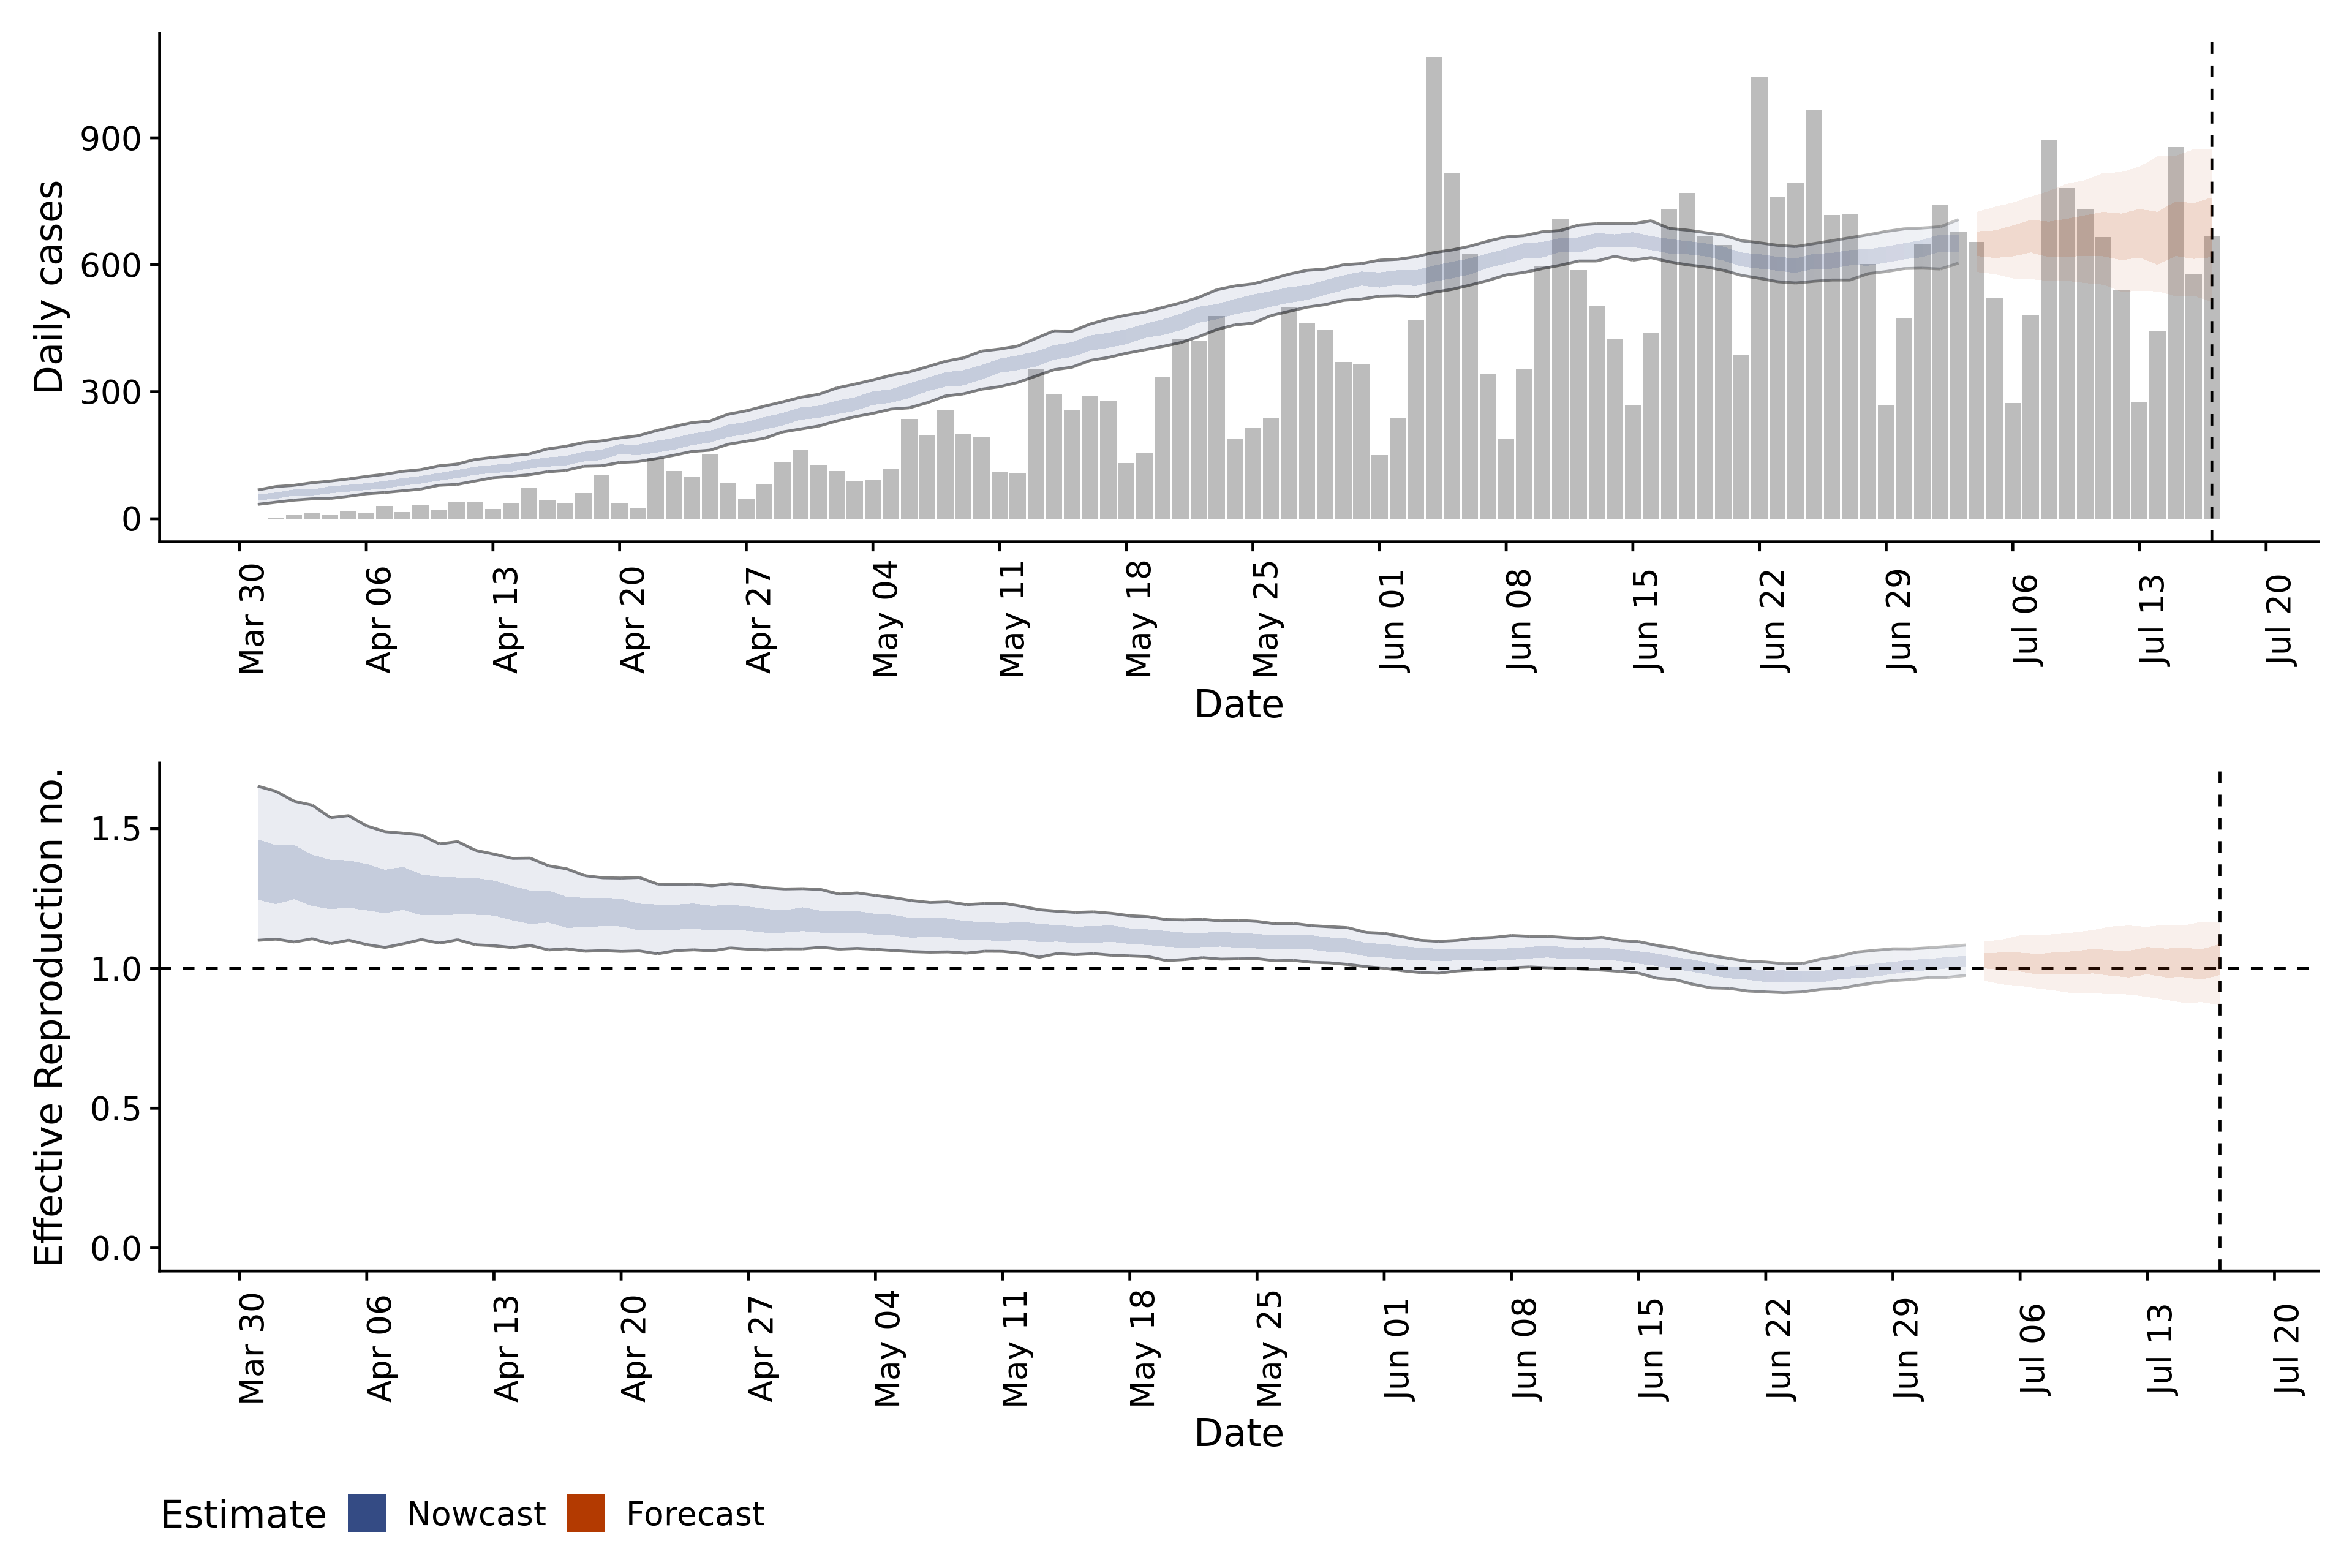 Daily cases
900
600
300
0
Mar 30
Apr 06
Apr 13
Apr 20
Apr 27
May 04
May 11
May 18
May 25
Jun 01
Jun 08
Jun 15
Jun 22
Jun 29
Jul 06
Jul 13
Jul 20
Date
Effective Reproduction no.
1.5
1.0
0.5
0.0
Mar 30
Apr 06
Apr 13
Apr 20
Apr 27
May 04
May 11
May 18
May 25
Jun 01
Jun 08
Jun 15
Jun 22
Jun 29
Jul 06
Jul 13
Jul 20
Date
Estimate Nowcast Forecast